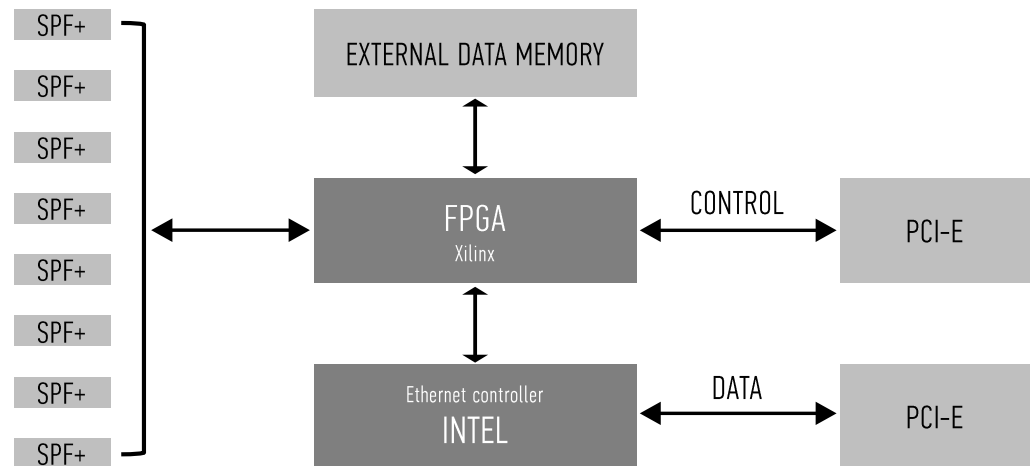 SPF+
SPF+
SPF+
SPF+
SPF+
SPF+
SPF+
SPF+
EXTERNAL DATA MEMORY
FPGA
Xilinx
CONTROL
PCI-E
Ethernet controller
INTEL
DATA
PCI-E